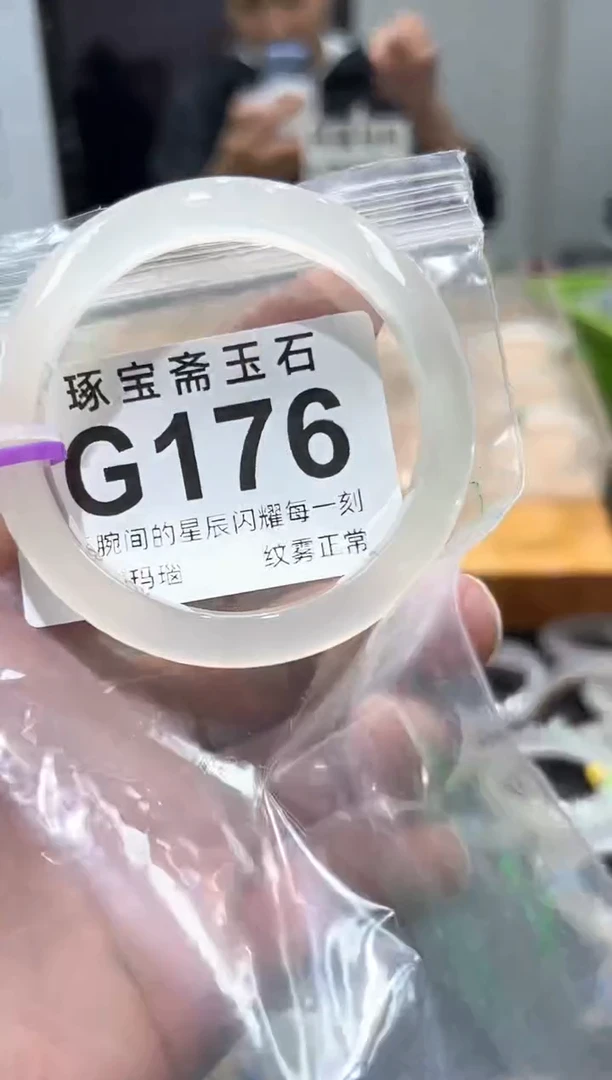 琢宝斋玉石
G176
腕间的星辰闪耀每一刻
玛瑙 纹雾正常